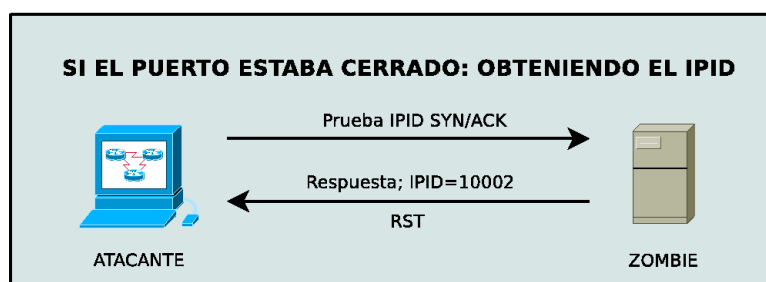 SI EL PUERTO ESTABA CERRADO: OBTENIENDO EL IPID
Prueba IPID SYN/ACK
Respuesta; IPID=10002
RST
ATACANTE
ZOMBIE